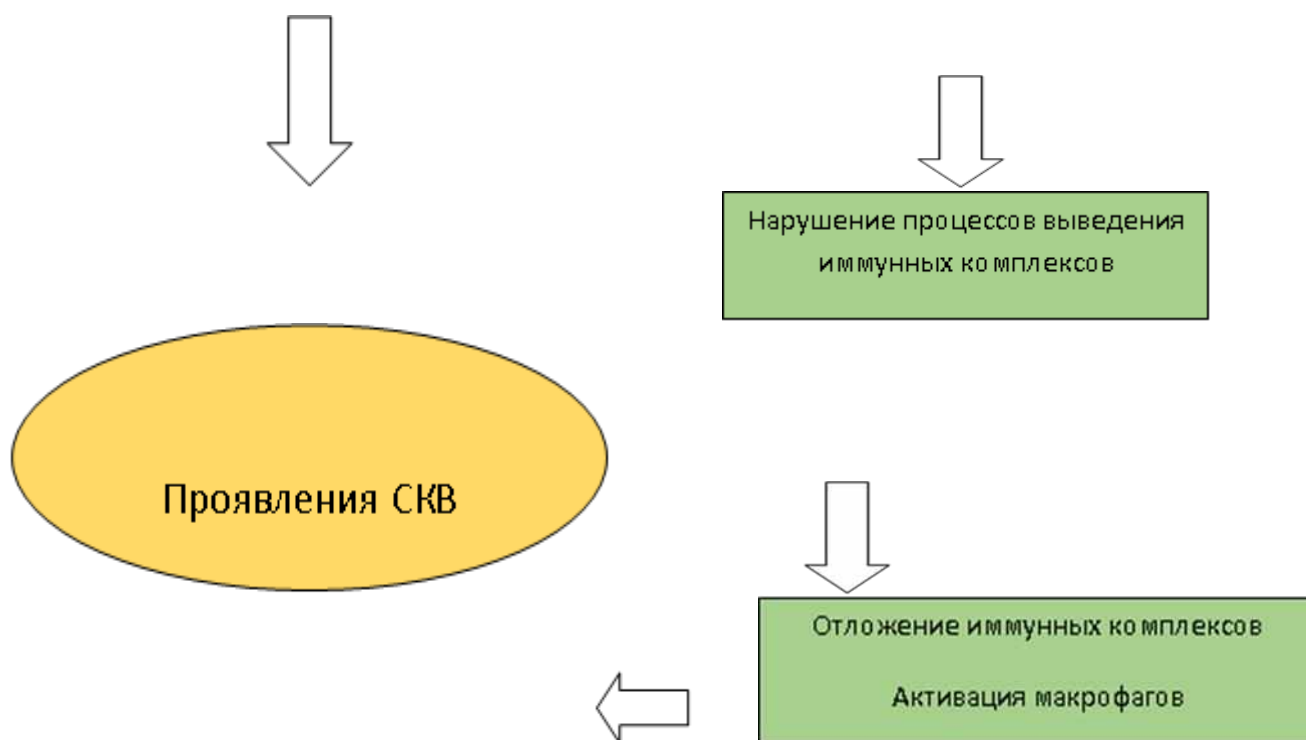 Нарушение процессов выведения
иммунных комплексов
Проявления СКВ
Отложение иммунных комплексов
Активация макрофагов